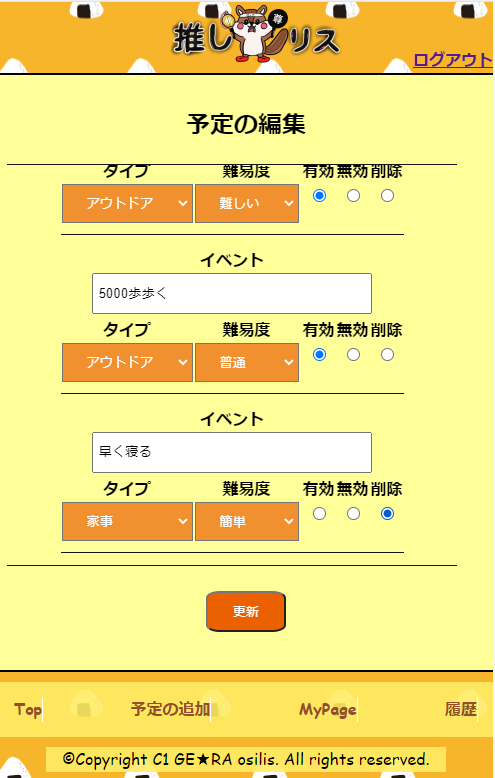 推し リス
ログアウト
予定の編集
タイプ 難易度 有効 無効 削除
アウトドア 難しい
イベント
5000歩歩く
タイプ 難易度 有効 無効 削除
アウトドア 普通
イベント
早く寝る
タイプ 難易度 有効 無効 削除
家事 簡単
更新
Top 予定の追加 MyPage 履歴
©Copyright C1 GE★RA osilis. All rights reserved.